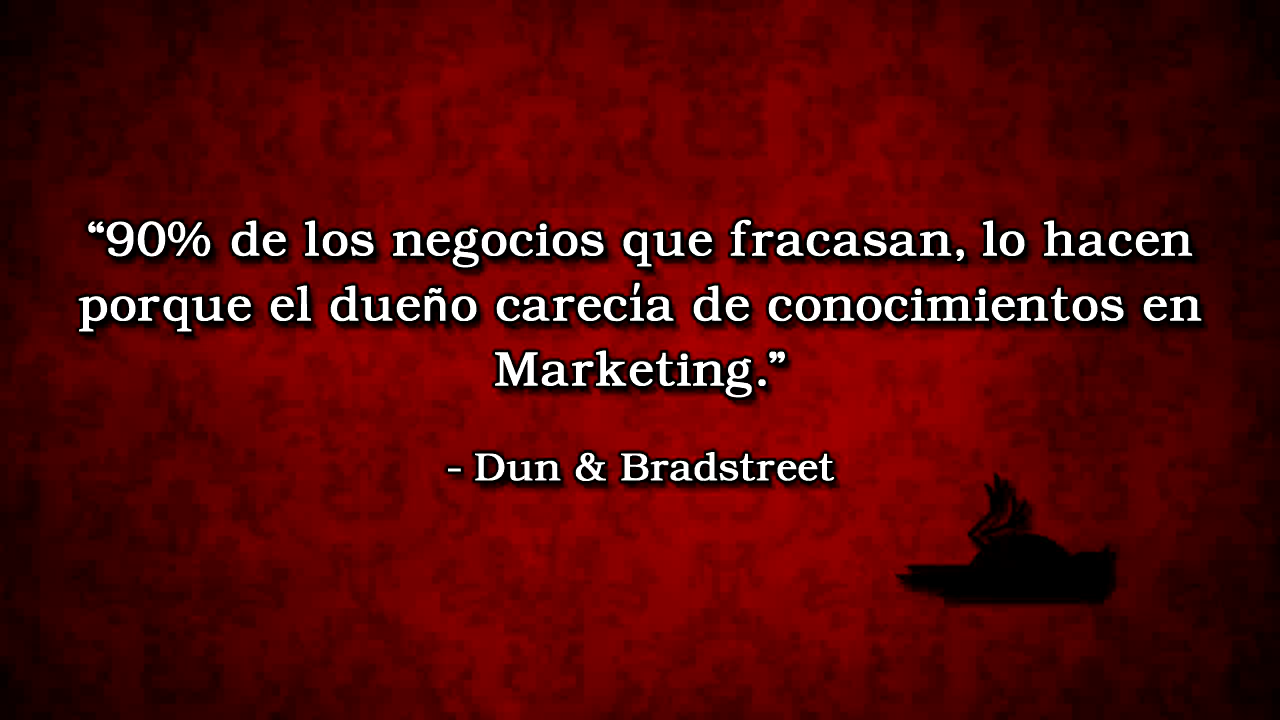 “90% de los negocios que fracasan, lo hacen
porque el dueño carecía de conocimientos en
Marketing.”
- Dun & Bradstreet